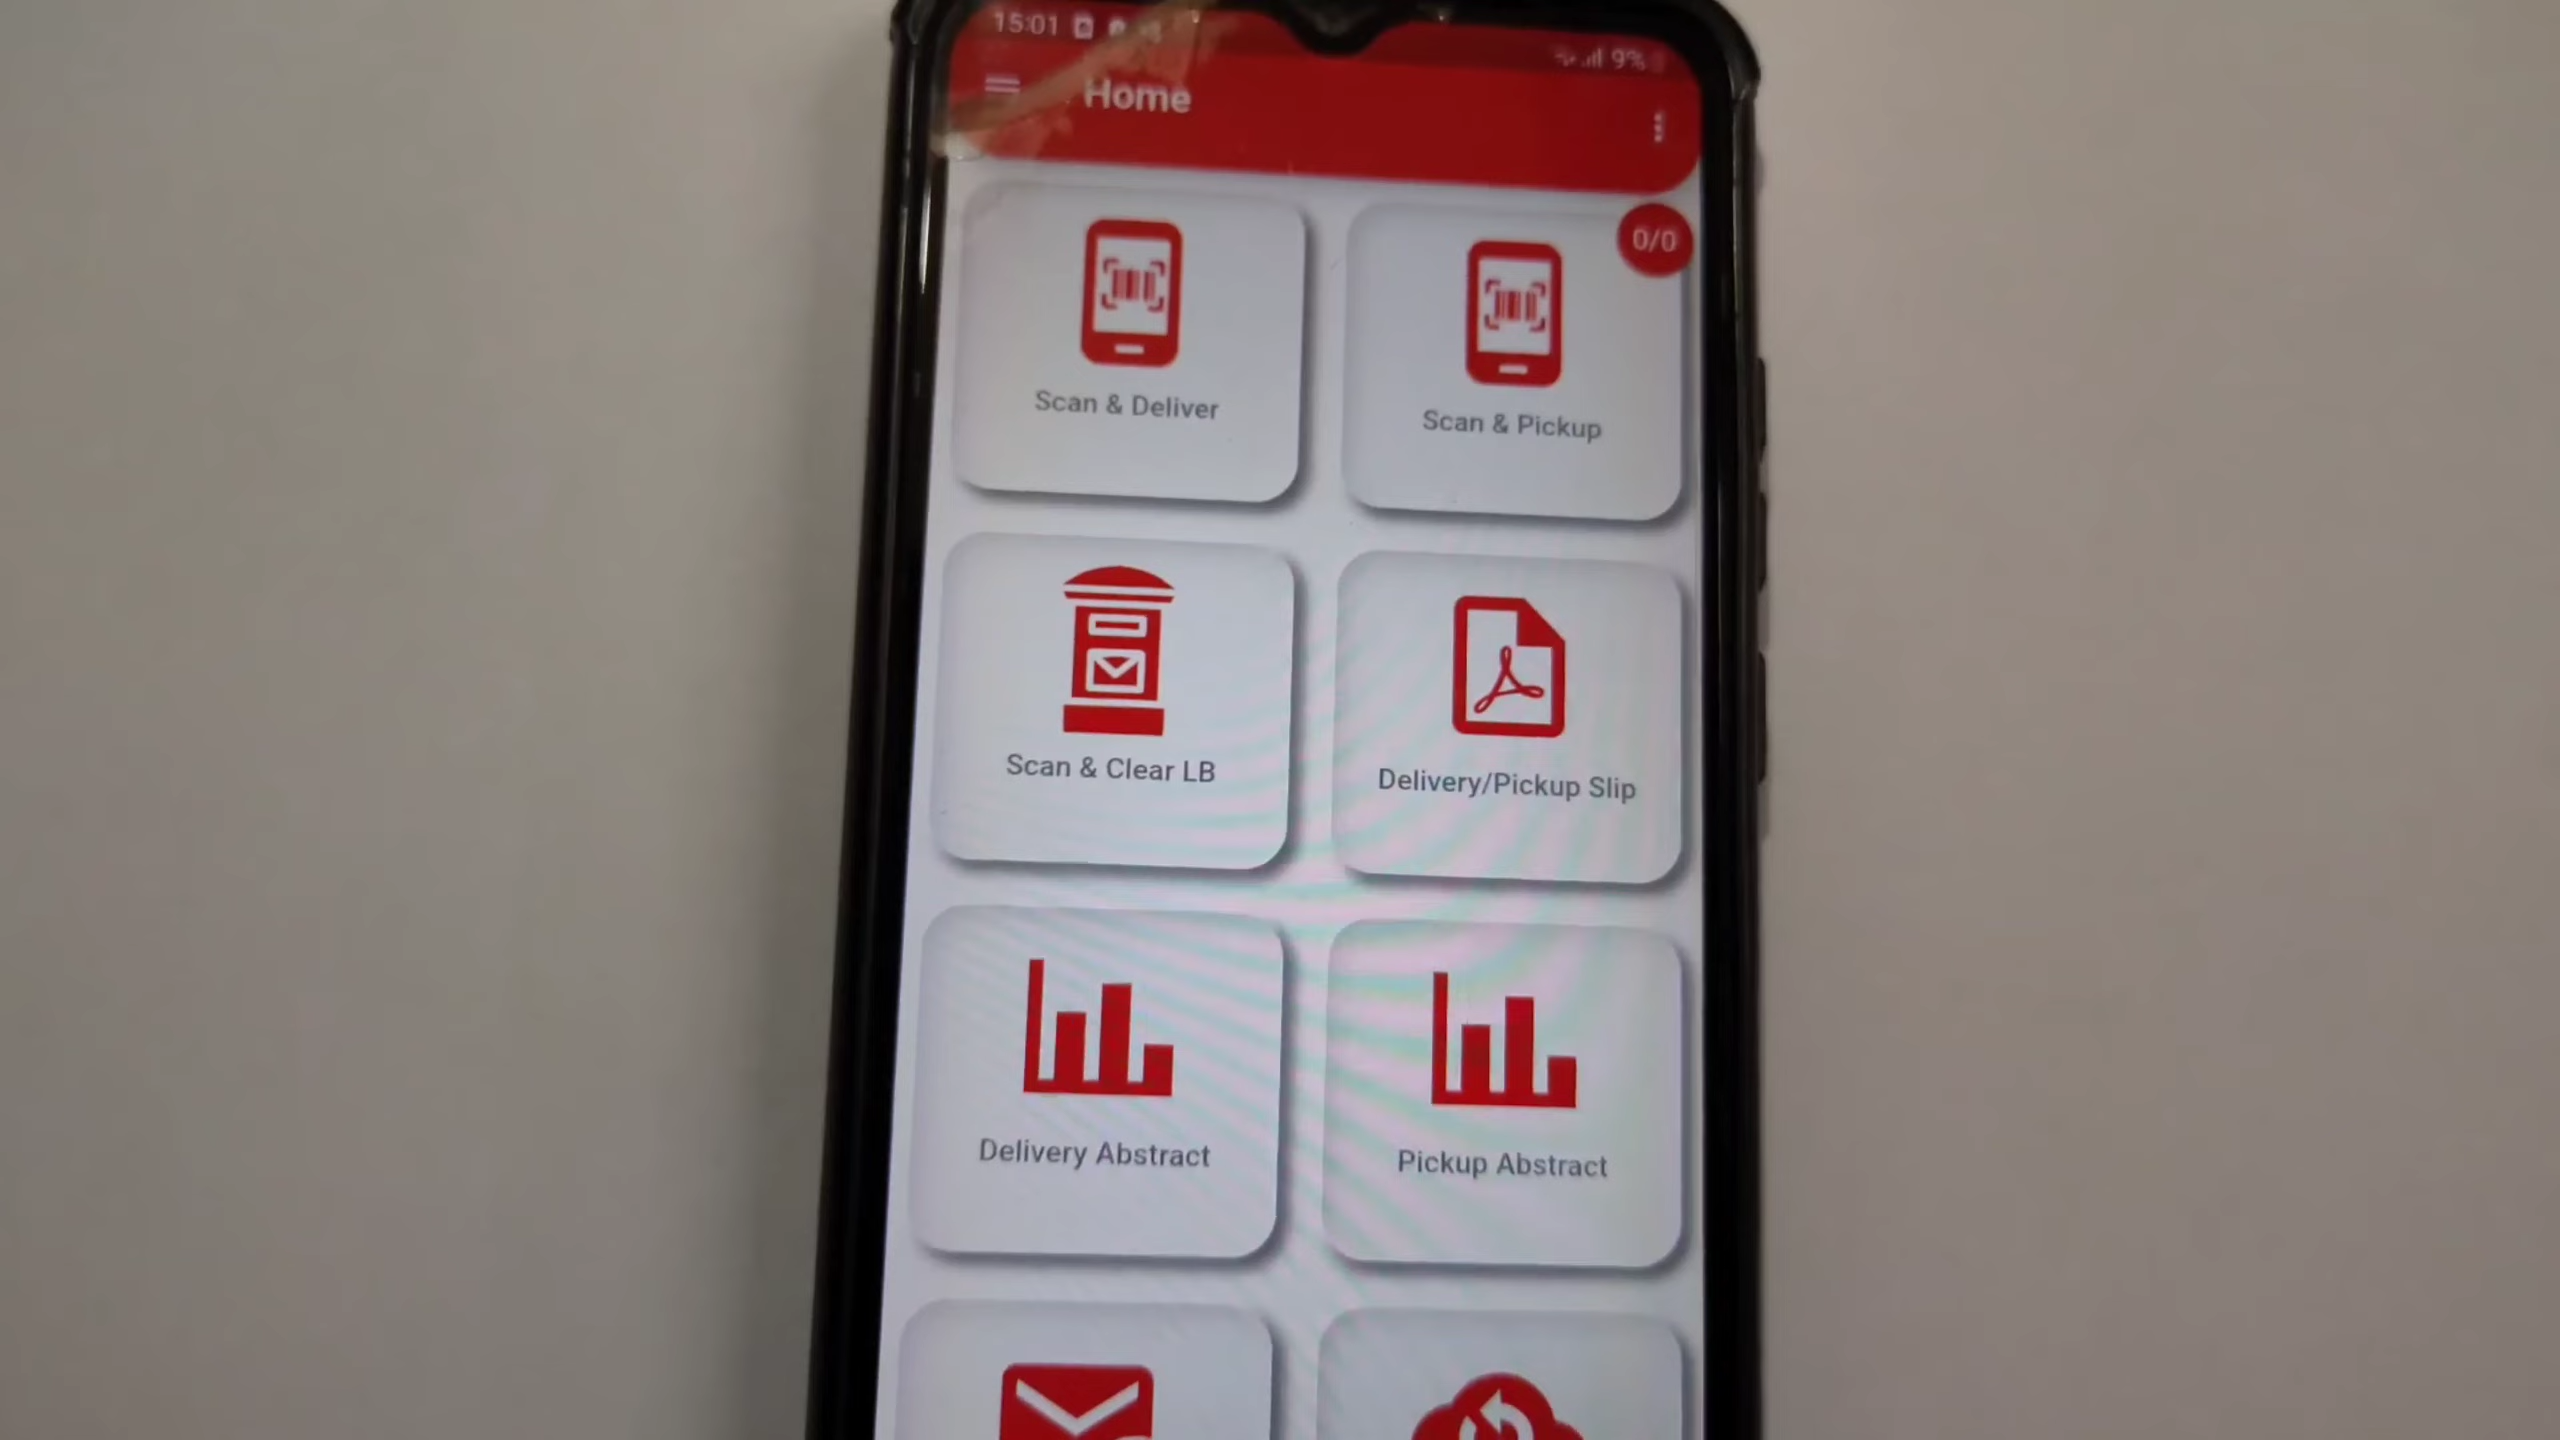 15:01
9%
Home
0/0
Scan & Deliver
Scan & Pickup
Scan & Clear LB
Delivery/Pickup Slip
Delivery Abstract
Pickup Abstract